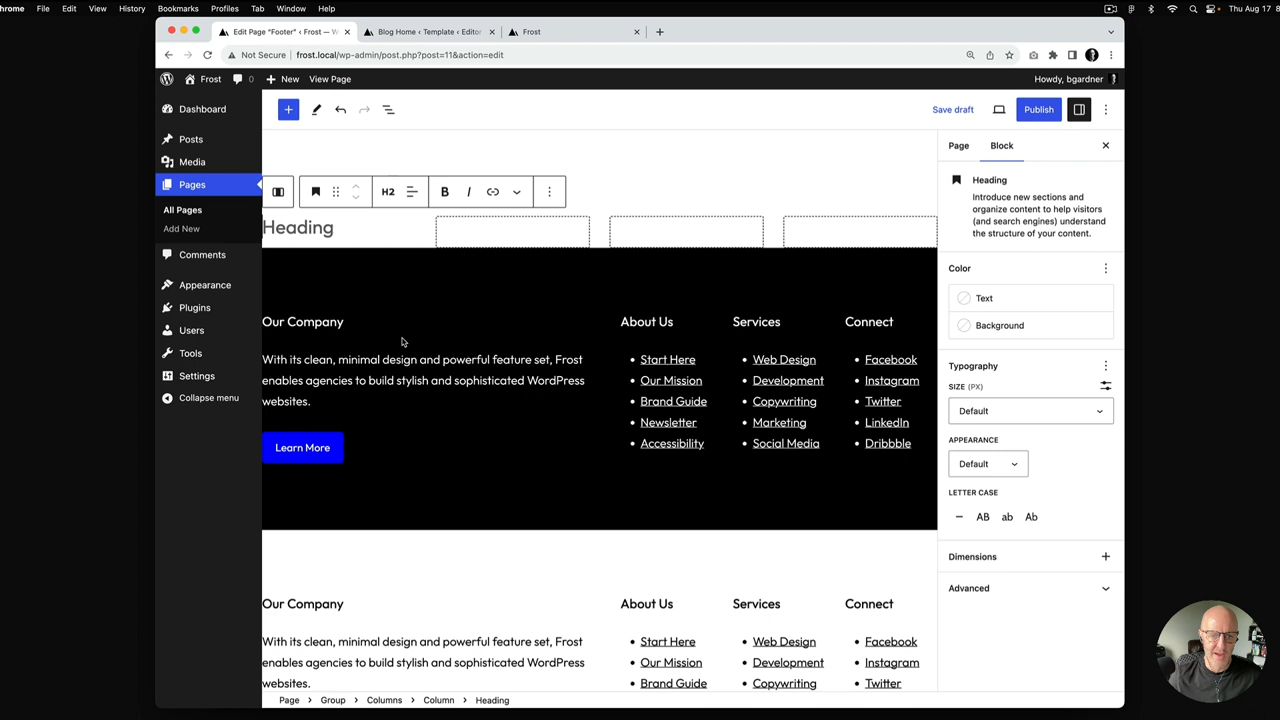 hrome File Edit View History Bookmarks Profiles Tab Window Help Thu Aug 17 8
Edit Page "Footer" ‹ Frost — W Blog Home ‹ Template ‹ Editor Frost
Not Secure frost.local/wp-admin/post.php?post=11&action=edit
Frost 0 New View Page Howdy, bgardner
Dashboard
Posts
Media
Pages
All Pages
Add New
Comments
Appearance
Plugins
Users
Tools
Settings
Collapse menu
Save draft Publish
H2 B I
Heading
Our Company
With its clean, minimal design and powerful feature set, Frost
enables agencies to build stylish and sophisticated WordPress
websites.
Learn More
About Us
Start Here
Our Mission
Brand Guide
Newsletter
Accessibility
Services
Web Design
Development
Copywriting
Marketing
Social Media
Connect
Facebook
Instagram
Twitter
LinkedIn
Dribbble
Our Company
With its clean, minimal design and powerful feature set, Frost
enables agencies to build stylish and sophisticated WordPress
websites.
About Us
Start Here
Our Mission
Brand Guide
Services
Web Design
Development
Copywriting
Connect
Facebook
Instagram
Twitter
Page Group Columns Column Heading
Page Block
Heading
Introduce new sections and
organize content to help visitors
(and search engines) understand
the structure of your content.
Color
Text
Background
Typography
SIZE (PX)
Default
APPEARANCE
Default
LETTER CASE
– AB ab Ab
Dimensions
Advanced